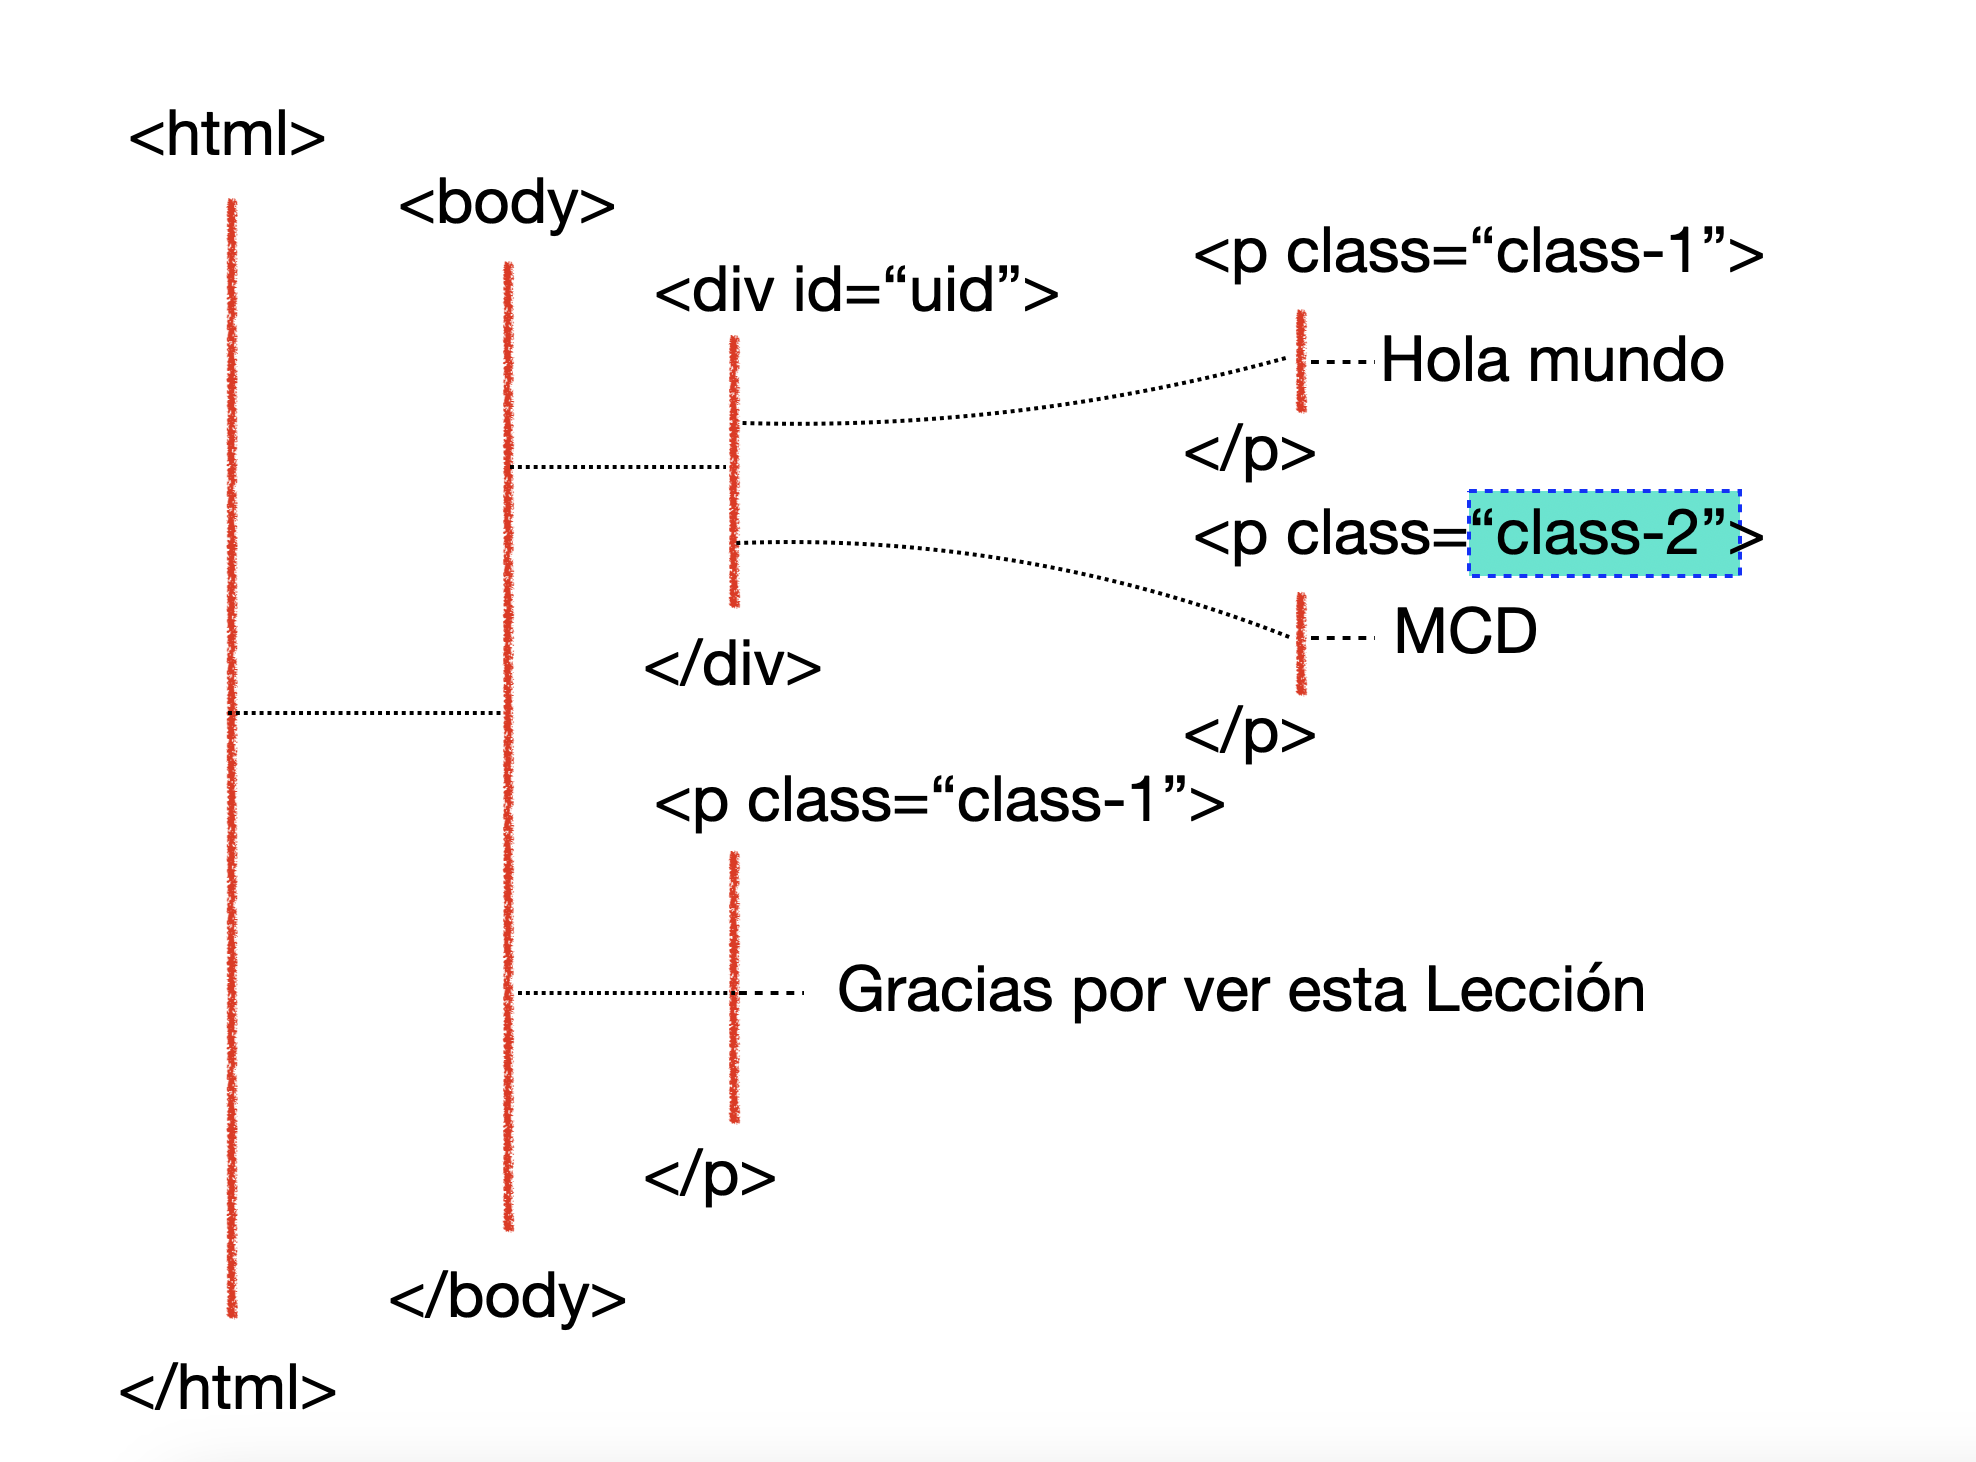 <html>
<body>
<div id=“uid”>
<p class=“class-1”>
Hola mundo
</p>
<p class=“class-2”>
MCD
</p>
</div>
<p class=“class-1”>
Gracias por ver esta Lección
</p>
</body>
</html>